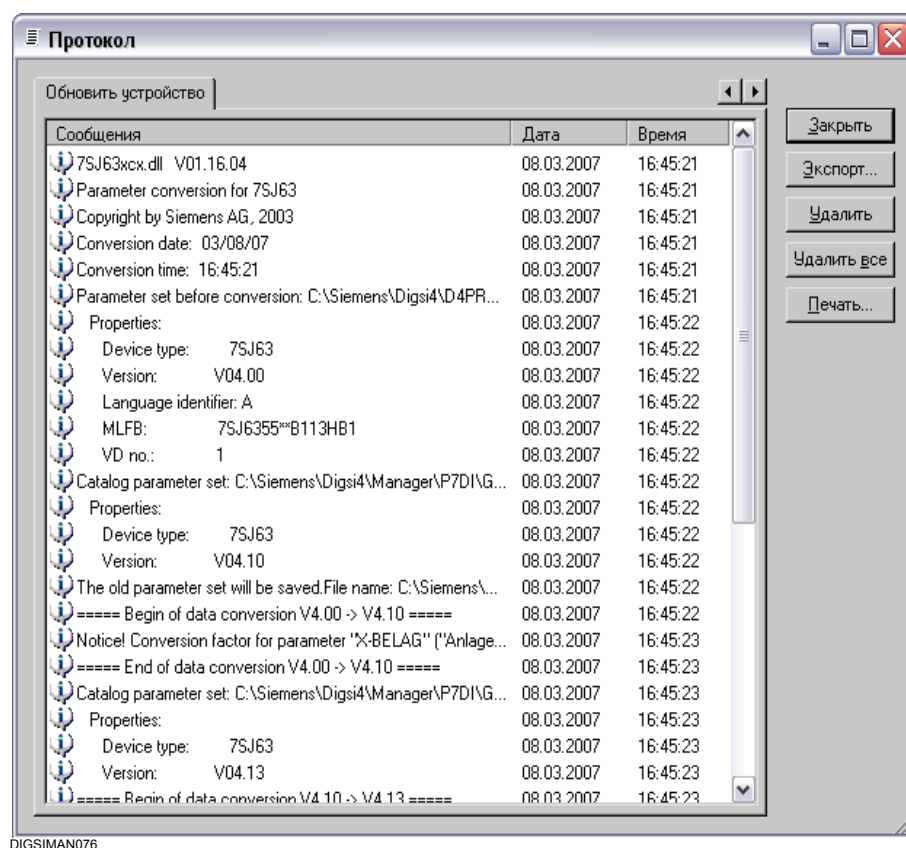 Протокол
Обновить устройство
Сообщения Дата Время
7SJ63xcx.dll V01.16.04 08.03.2007 16:45:21
Parameter conversion for 7SJ63 08.03.2007 16:45:21
Copyright by Siemens AG, 2003 08.03.2007 16:45:21
Conversion date: 03/08/07 08.03.2007 16:45:21
Conversion time: 16:45:21 08.03.2007 16:45:21
Parameter set before conversion: C:\Siemens\Digsi4\D4PR... 08.03.2007 16:45:21
Properties: 08.03.2007 16:45:22
Device type: 7SJ63 08.03.2007 16:45:22
Version: V04.00 08.03.2007 16:45:22
Language identifier: A 08.03.2007 16:45:22
MLFB: 7SJ6355**B113HB1 08.03.2007 16:45:22
VD no.: 1 08.03.2007 16:45:22
Catalog parameter set: C:\Siemens\Digsi4\Manager\P7DI\G... 08.03.2007 16:45:22
Properties: 08.03.2007 16:45:22
Device type: 7SJ63 08.03.2007 16:45:22
Version: V04.10 08.03.2007 16:45:22
The old parameter set will be saved.File name: C:\Siemens\... 08.03.2007 16:45:22
===== Begin of data conversion V4.00 -> V4.10 ===== 08.03.2007 16:45:22
Notice! Conversion factor for parameter "X-BELAG" ("Anlage... 08.03.2007 16:45:23
===== End of data conversion V4.00 -> V4.10 ===== 08.03.2007 16:45:23
Catalog parameter set: C:\Siemens\Digsi4\Manager\P7DI\G... 08.03.2007 16:45:23
Properties: 08.03.2007 16:45:23
Device type: 7SJ63 08.03.2007 16:45:23
Version: V04.13 08.03.2007 16:45:23
===== Begin of data conversion V4.10 -> V4.13 ===== 08.03.2007 16:45:23
Закрыть
Экспорт...
Удалить
Удалить все
Печать...
DIGSIMAN076